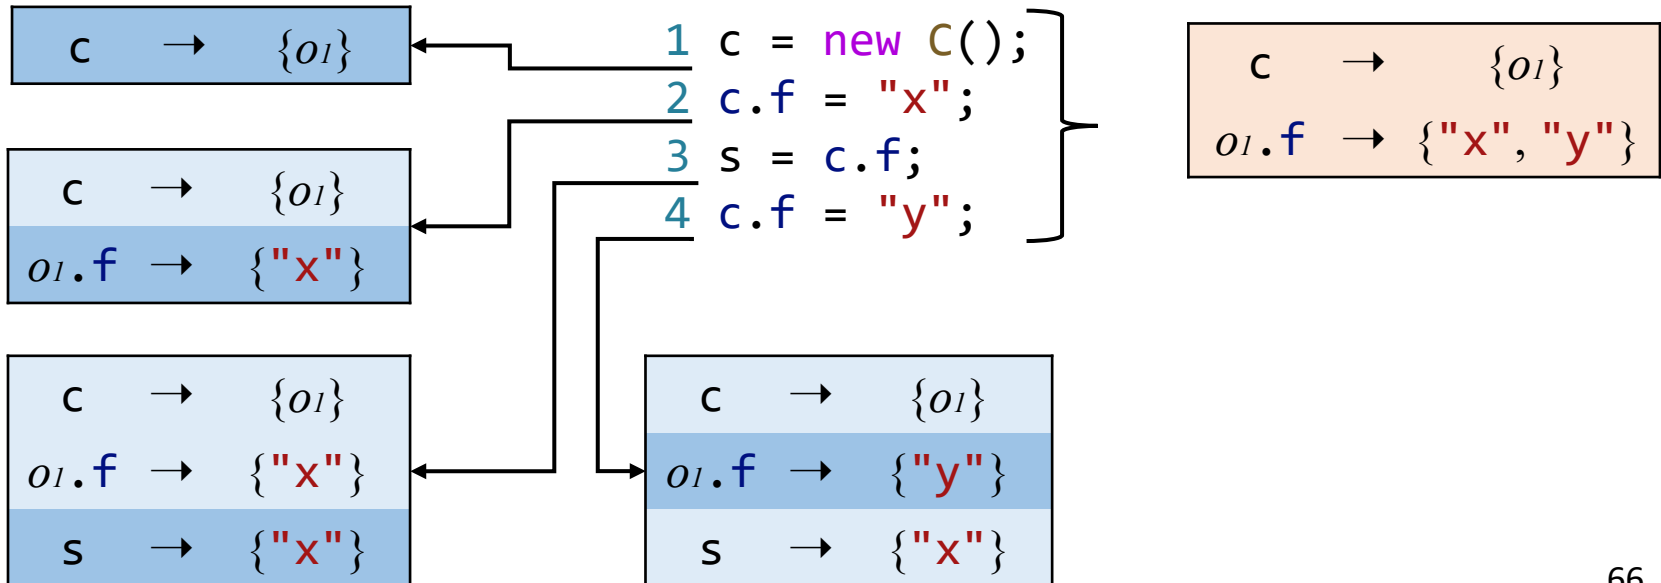 c → {o1}
1 c = new C();
2 c.f = "x";
3 s = c.f;
4 c.f = "y";
c → {o1}
o1.f → {"x", "y"}
c → {o1}
o1.f → {"x"}
c → {o1}
o1.f → {"x"}
s → {"x"}
c → {o1}
o1.f → {"y"}
s → {"x"}
66